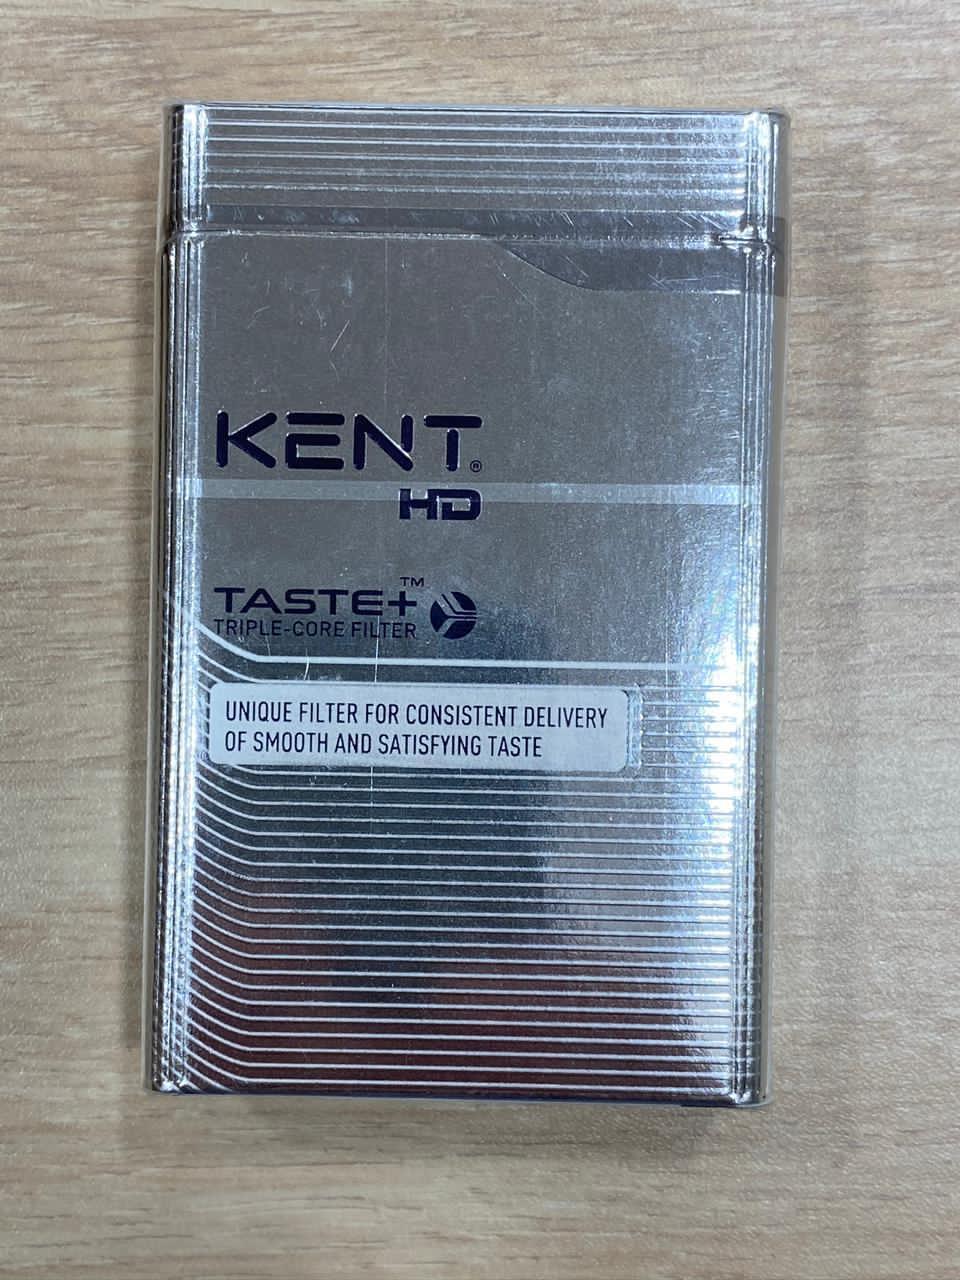 KENT®
HD
TASTE+™
TRIPLE-CORE FILTER
UNIQUE FILTER FOR CONSISTENT DELIVERY
OF SMOOTH AND SATISFYING TASTE